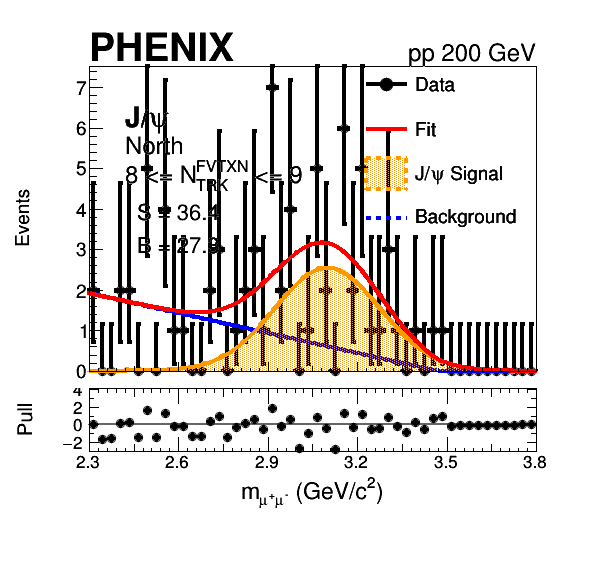 PHENIX
pp 200 GeV
Events
7
6
5
4
3
2
1
0
J/ψ
North
8 <= N^{FVTXN}_{TRK} <= 9
S = 36.4
B = 27.9
Data
Fit
J/ψ Signal
Background
Pull
4
2
0
−2
2.3 2.6 2.9 3.2 3.5 3.8
m_{μ⁺μ⁻} (GeV/c²)